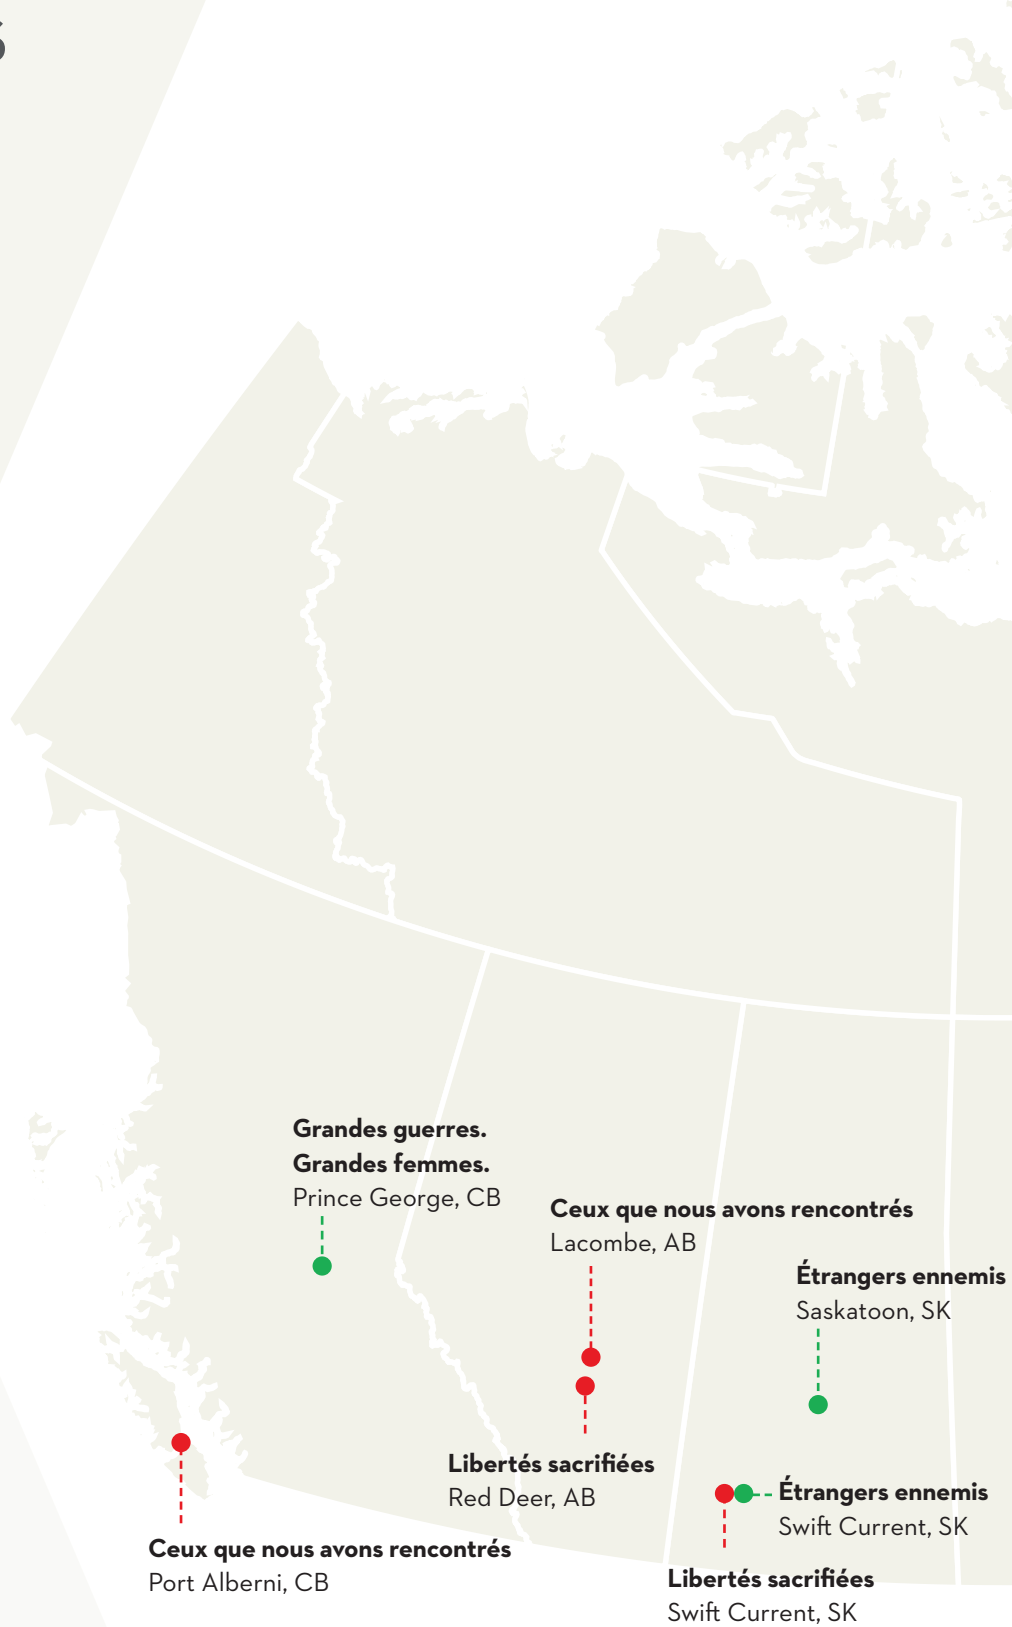 Grandes guerres.
Grandes femmes.
Prince George, CB
Ceux que nous avons rencontrés
Lacombe, AB
Étrangers ennemis
Saskatoon, SK
Libertés sacrifiées
Red Deer, AB
Étrangers ennemis
Swift Current, SK
Ceux que nous avons rencontrés
Port Alberni, CB
Libertés sacrifiées
Swift Current, SK